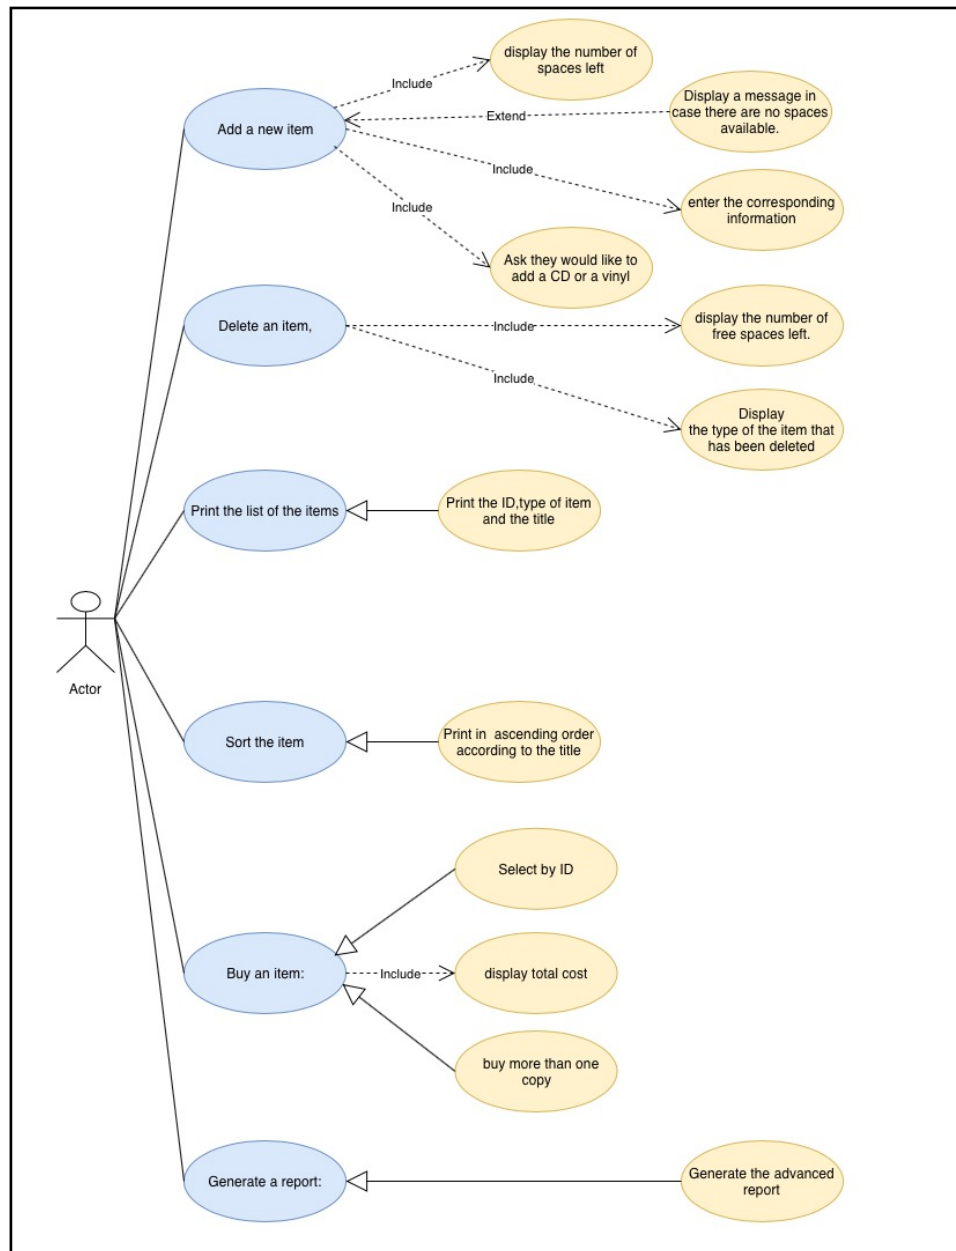 display the number of
spaces left
Include
Display a message in
case there are no spaces
available.
Extend
Add a new item
Include
enter the corresponding
information
Include
Ask they would like to
add a CD or a vinyl
Delete an item,
Include
display the number of
free spaces left.
Include
Display
the type of the item that
has been deleted
Print the list of the items
Print the ID,type of item
and the title
Actor
Sort the item
Print in ascending order
according to the title
Select by ID
Buy an item:
Include
display total cost
buy more than one
copy
Generate a report:
Generate the advanced
report